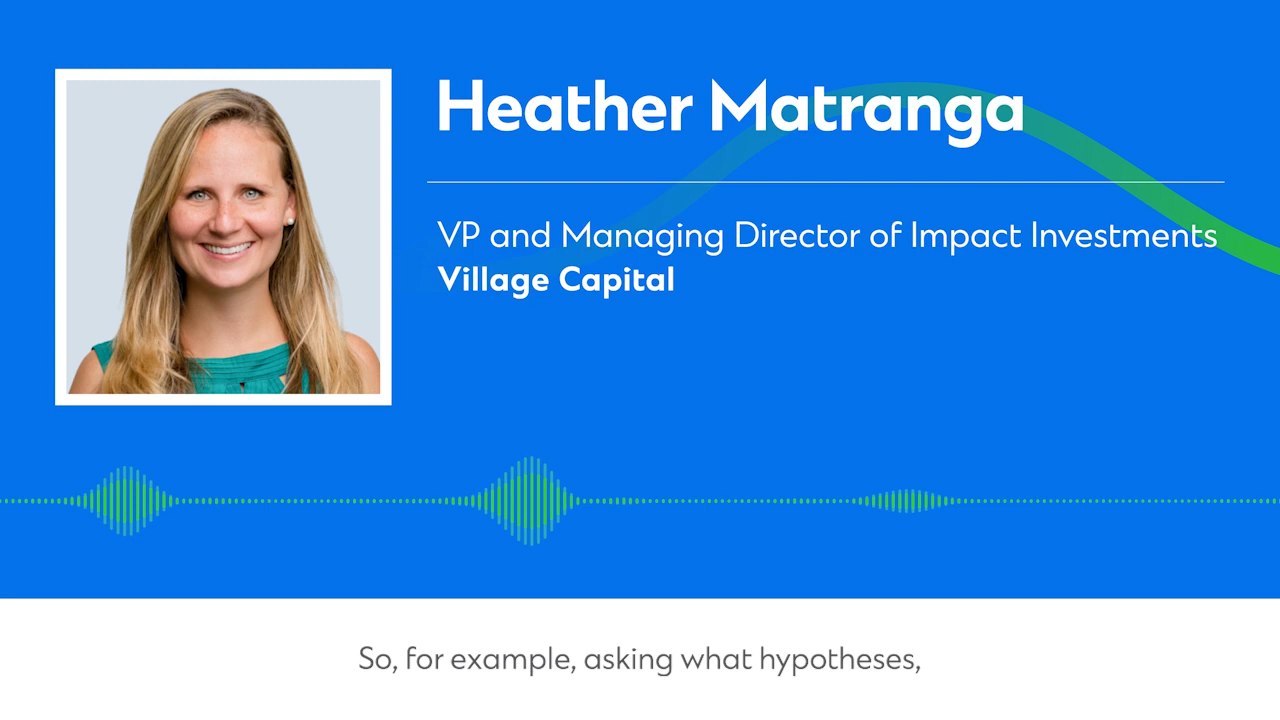 Heather Matranga
VP and Managing Director of Impact Investments
Village Capital
So, for example, asking what hypotheses,